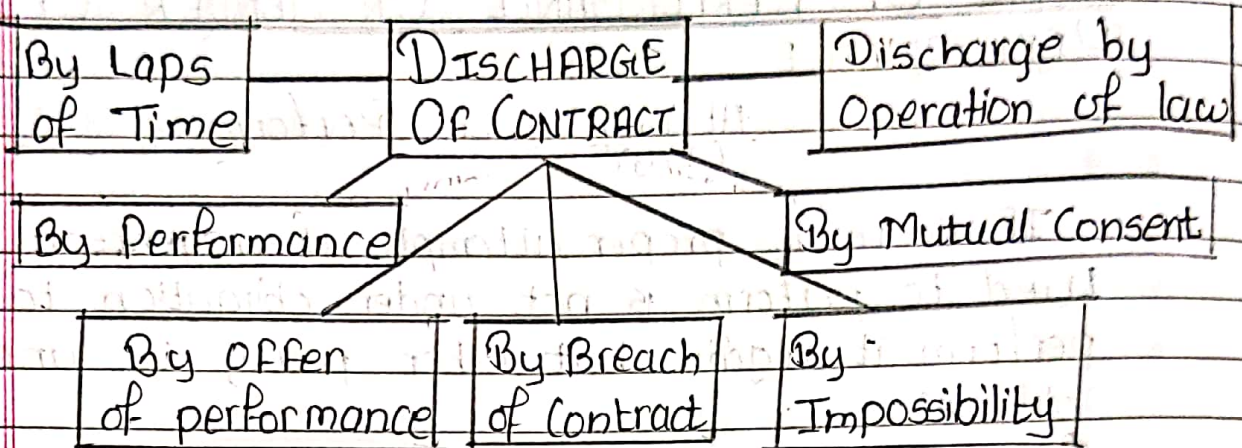 By Laps
of Time
DISCHARGE
OF CONTRACT
Discharge by
Operation of law
By Performance
By Mutual Consent
By Offer
of performance
By Breach
of Contract
By
Impossibility